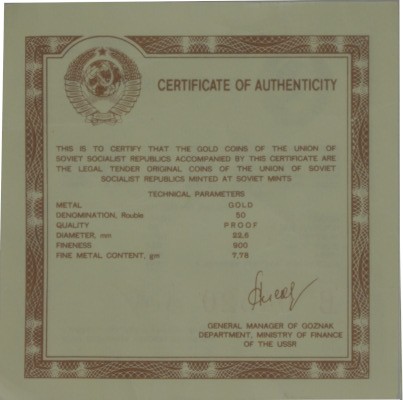 CERTIFICATE OF AUTHENTICITY
THIS IS TO CERTIFY THAT THE GOLD COINS OF THE UNION OF
SOVIET SOCIALIST REPUBLICS ACCOMPANIED BY THIS CERTIFICATE ARE
THE LEGAL TENDER ORIGINAL COINS OF THE UNION OF SOVIET
SOCIALIST REPUBLICS MINTED AT SOVIET MINTS
TECHNICAL PARAMETERS
METAL GOLD
DENOMINATION, Rouble 50
QUALITY PROOF
DIAMETER, mm 22,6
FINENESS 900
FINE METAL CONTENT, gm 7,78
GENERAL MANAGER OF GOZNAK
DEPARTMENT, MINISTRY OF FINANCE
OF THE USSR